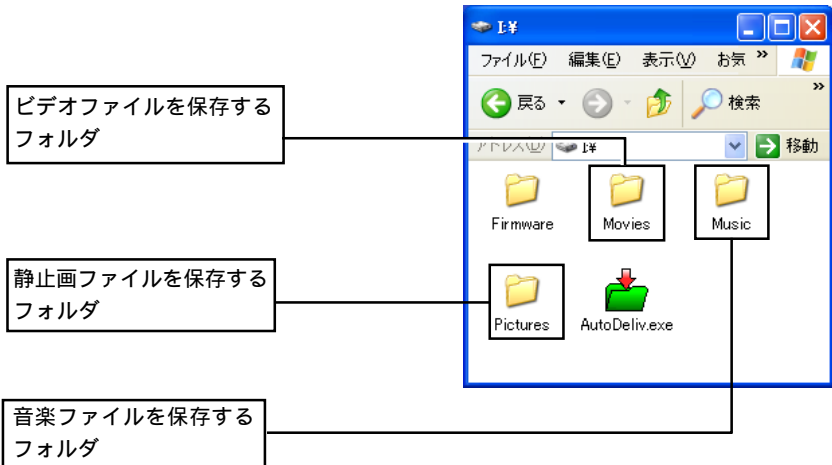 I:¥
ファイル(F) 編集(E) 表示(V) お気 »
戻る 検索 »
アドレス(D) I:¥ 移動
Firmware Movies Music
Pictures AutoDeliv.exe
ビデオファイルを保存する
フォルダ
静止画ファイルを保存する
フォルダ
音楽ファイルを保存する
フォルダ